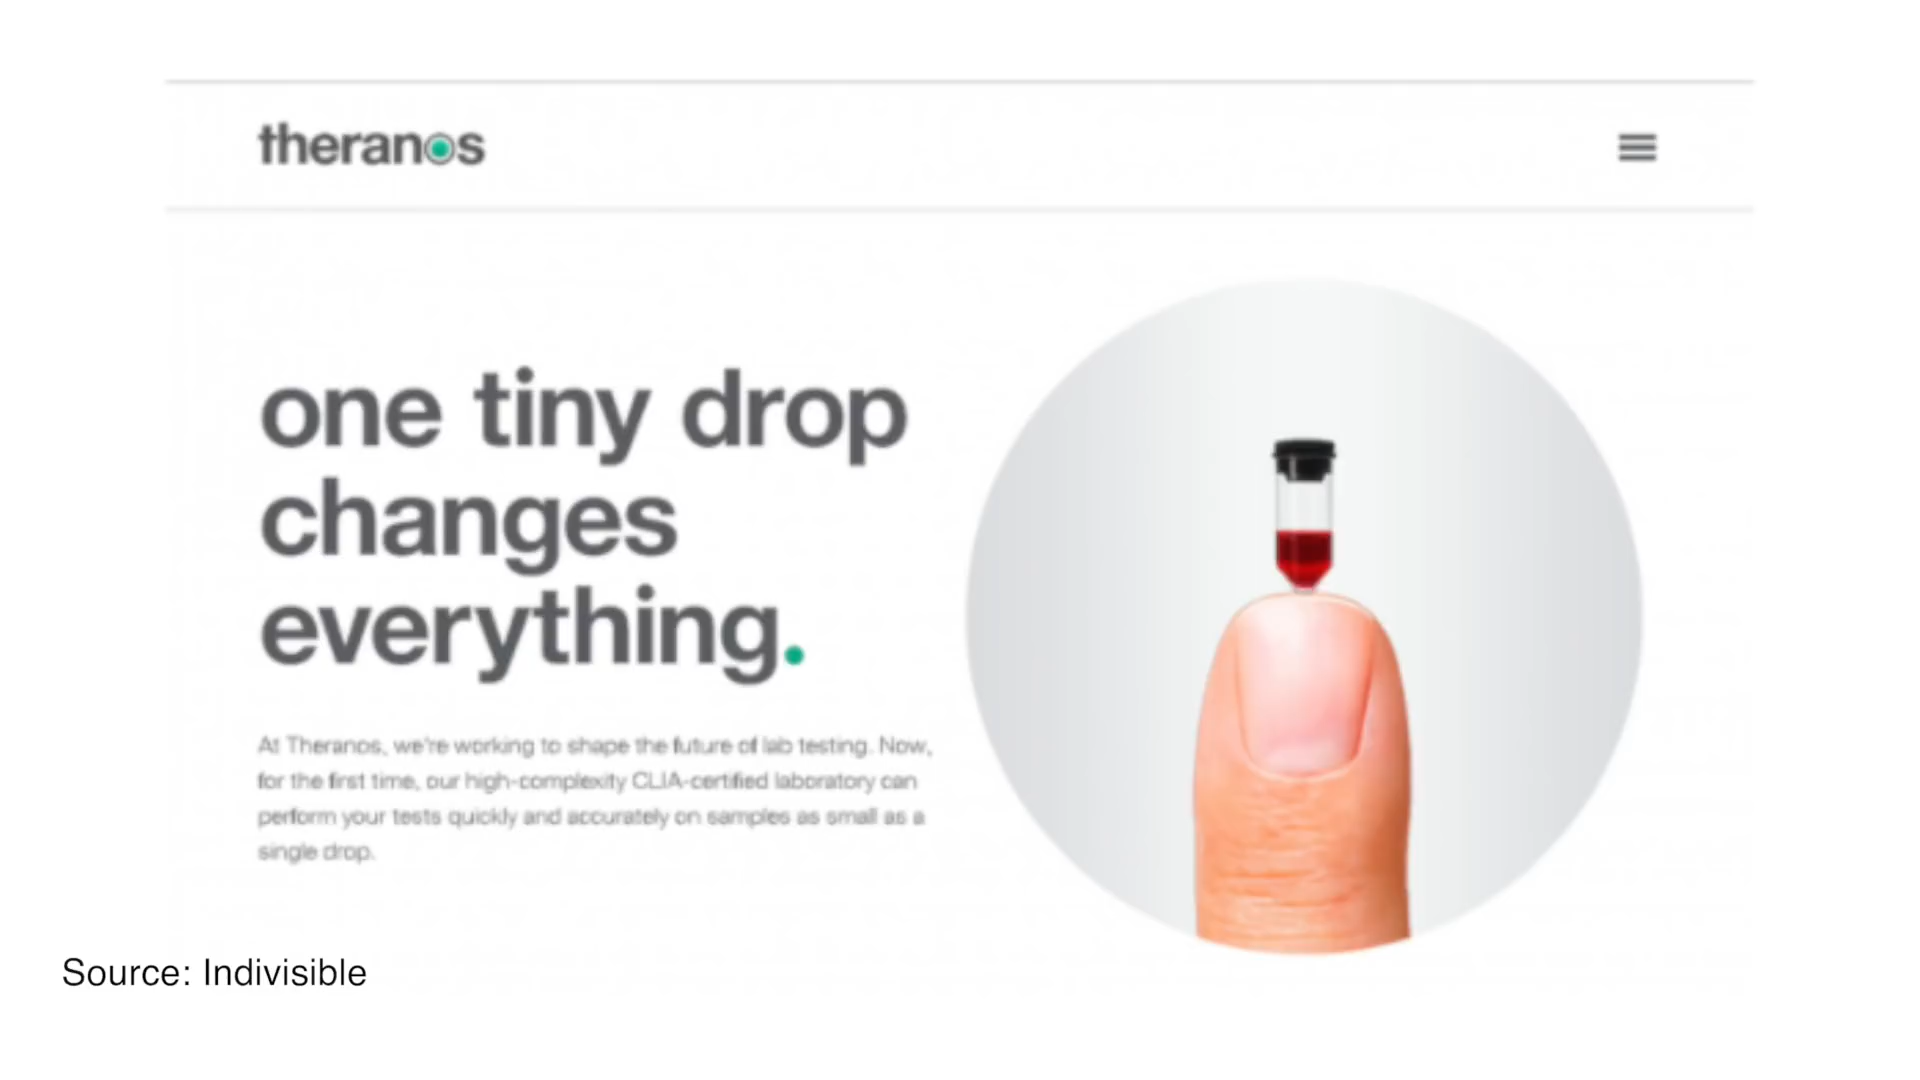 theranos
one tiny drop
changes
everything.
At Theranos, we're working to shape the future of lab testing. Now,
for the first time, our high-complexity CLIA-certified laboratory can
perform your tests quickly and accurately on samples as small as a
single drop.
Source: Indivisible